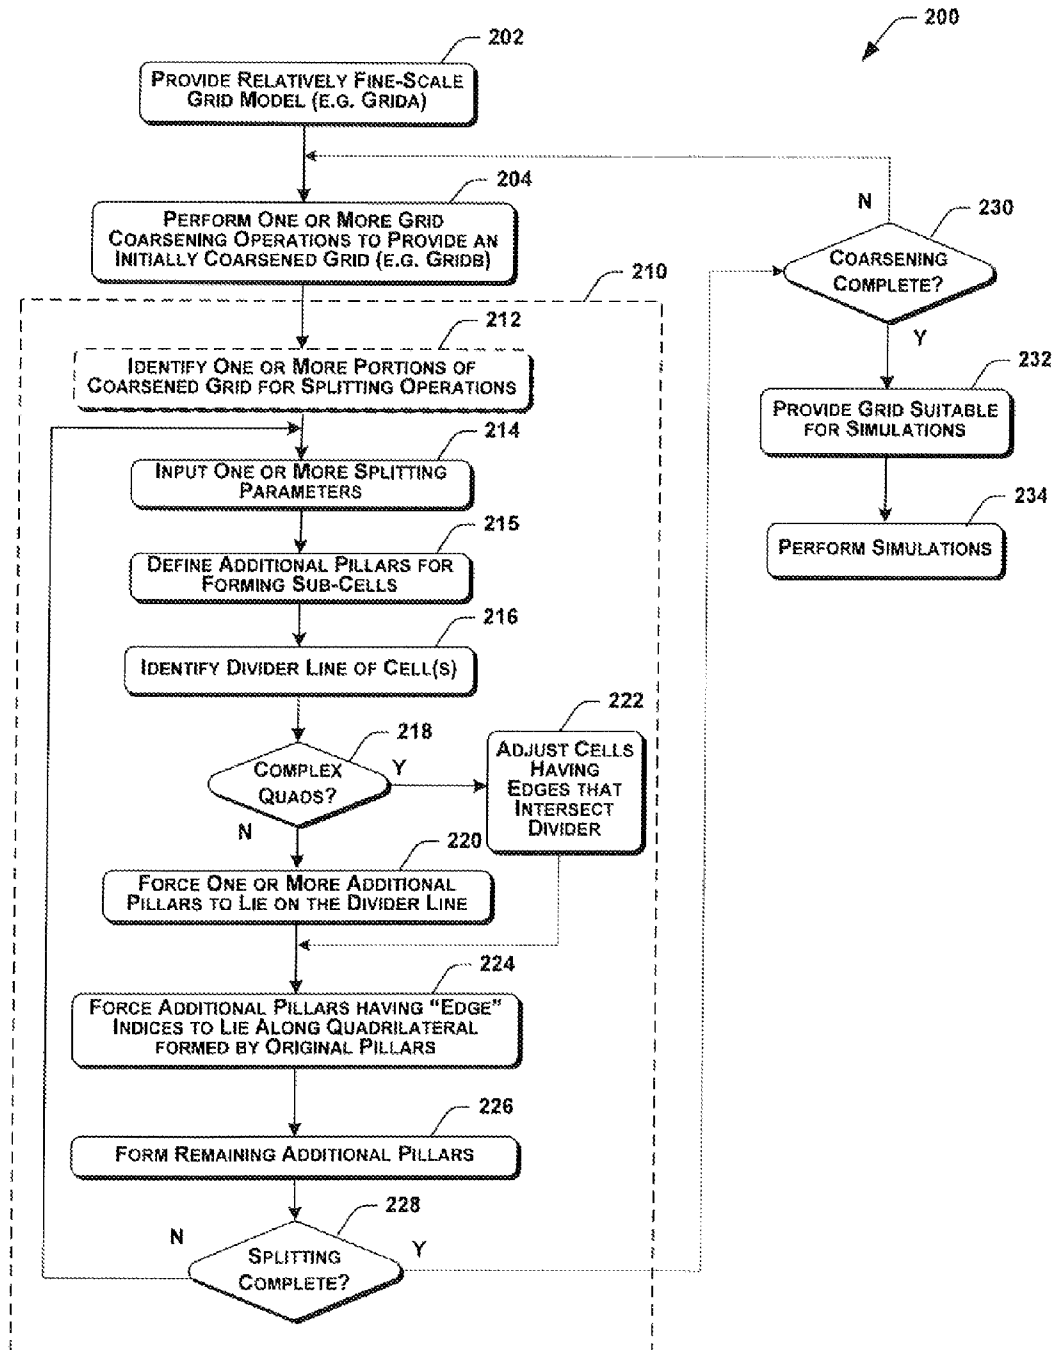 200
202
PROVIDE RELATIVELY FINE-SCALE
GRID MODEL (E.G. GRIDA)
204
PERFORM ONE OR MORE GRID
COARSENING OPERATIONS TO PROVIDE AN
INITIALLY COARSENED GRID (E.G. GRIDB)
210
212
IDENTIFY ONE OR MORE PORTIONS OF
COARSENED GRID FOR SPLITTING OPERATIONS
214
INPUT ONE OR MORE SPLITTING
PARAMETERS
215
DEFINE ADDITIONAL PILLARS FOR
FORMING SUB-CELLS
216
IDENTIFY DIVIDER LINE OF CELL(S)
218
COMPLEX
QUADS?
Y
N
222
ADJUST CELLS
HAVING
EDGES THAT
INTERSECT
DIVIDER
220
FORCE ONE OR MORE ADDITIONAL
PILLARS TO LIE ON THE DIVIDER LINE
224
FORCE ADDITIONAL PILLARS HAVING "EDGE"
INDICES TO LIE ALONG QUADRILATERAL
FORMED BY ORIGINAL PILLARS
226
FORM REMAINING ADDITIONAL PILLARS
228
SPLITTING
COMPLETE?
N
Y
230
COARSENING
COMPLETE?
N
Y
232
PROVIDE GRID SUITABLE
FOR SIMULATIONS
234
PERFORM SIMULATIONS